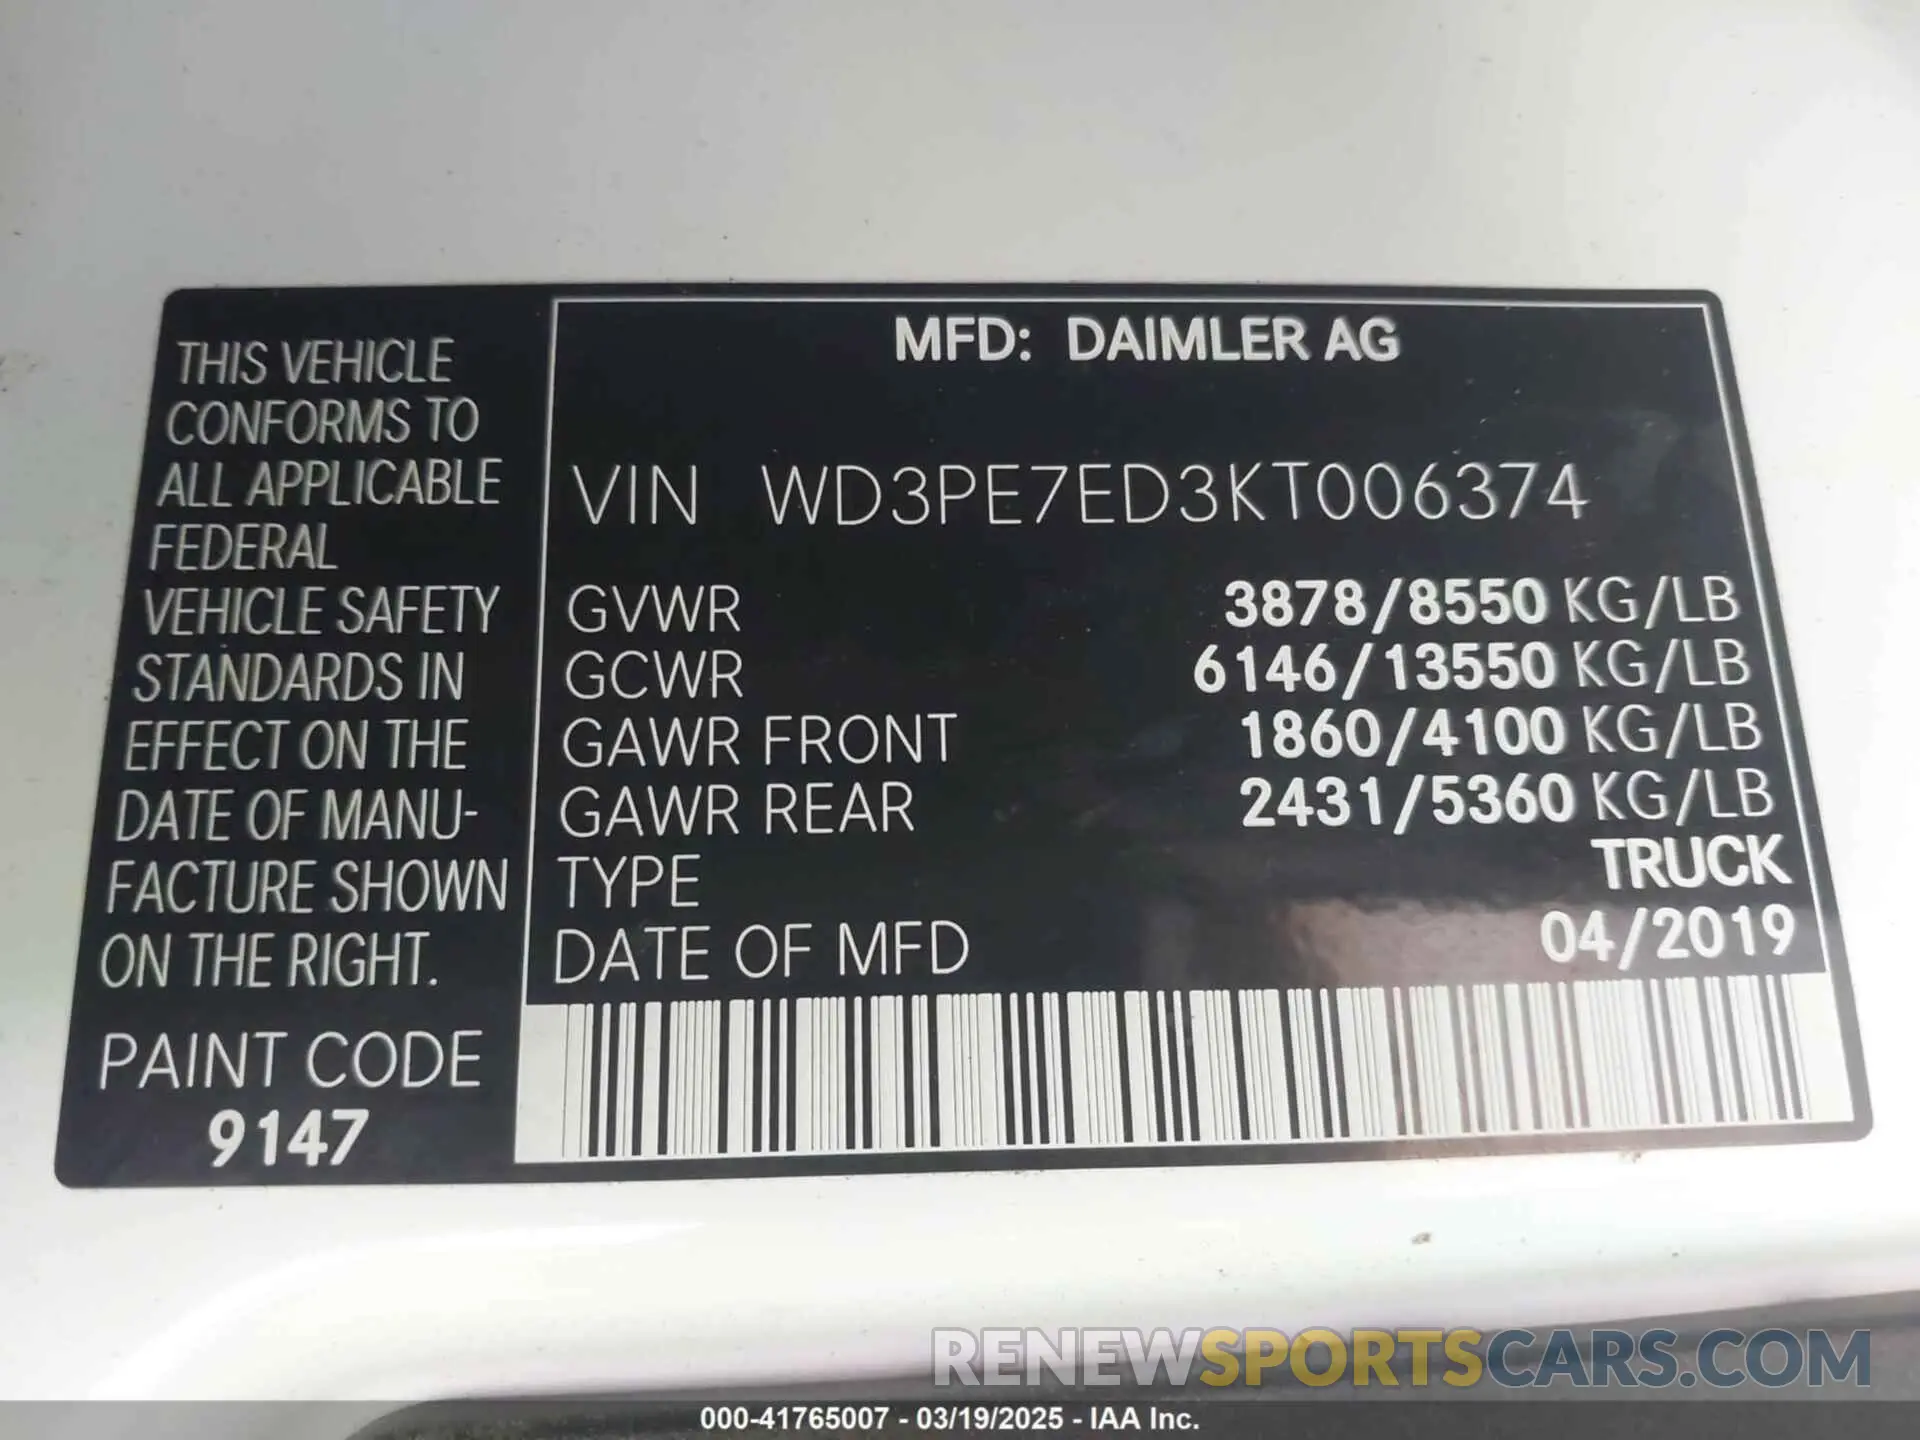 THIS VEHICLE
CONFORMS TO
ALL APPLICABLE
FEDERAL
VEHICLE SAFETY
STANDARDS IN
EFFECT ON THE
DATE OF MANU-
FACTURE SHOWN
ON THE RIGHT.
PAINT CODE
9147
MFD: DAIMLER AG
VIN WD3PE7ED3KT006374
GVWR 3878/8550 KG/LB
GCWR 6146/13550 KG/LB
GAWR FRONT 1860/4100 KG/LB
GAWR REAR 2431/5360 KG/LB
TYPE TRUCK
DATE OF MFD 04/2019
RENEWSPORTSCARS.COM
000-41765007 - 03/19/2025 - IAA Inc.